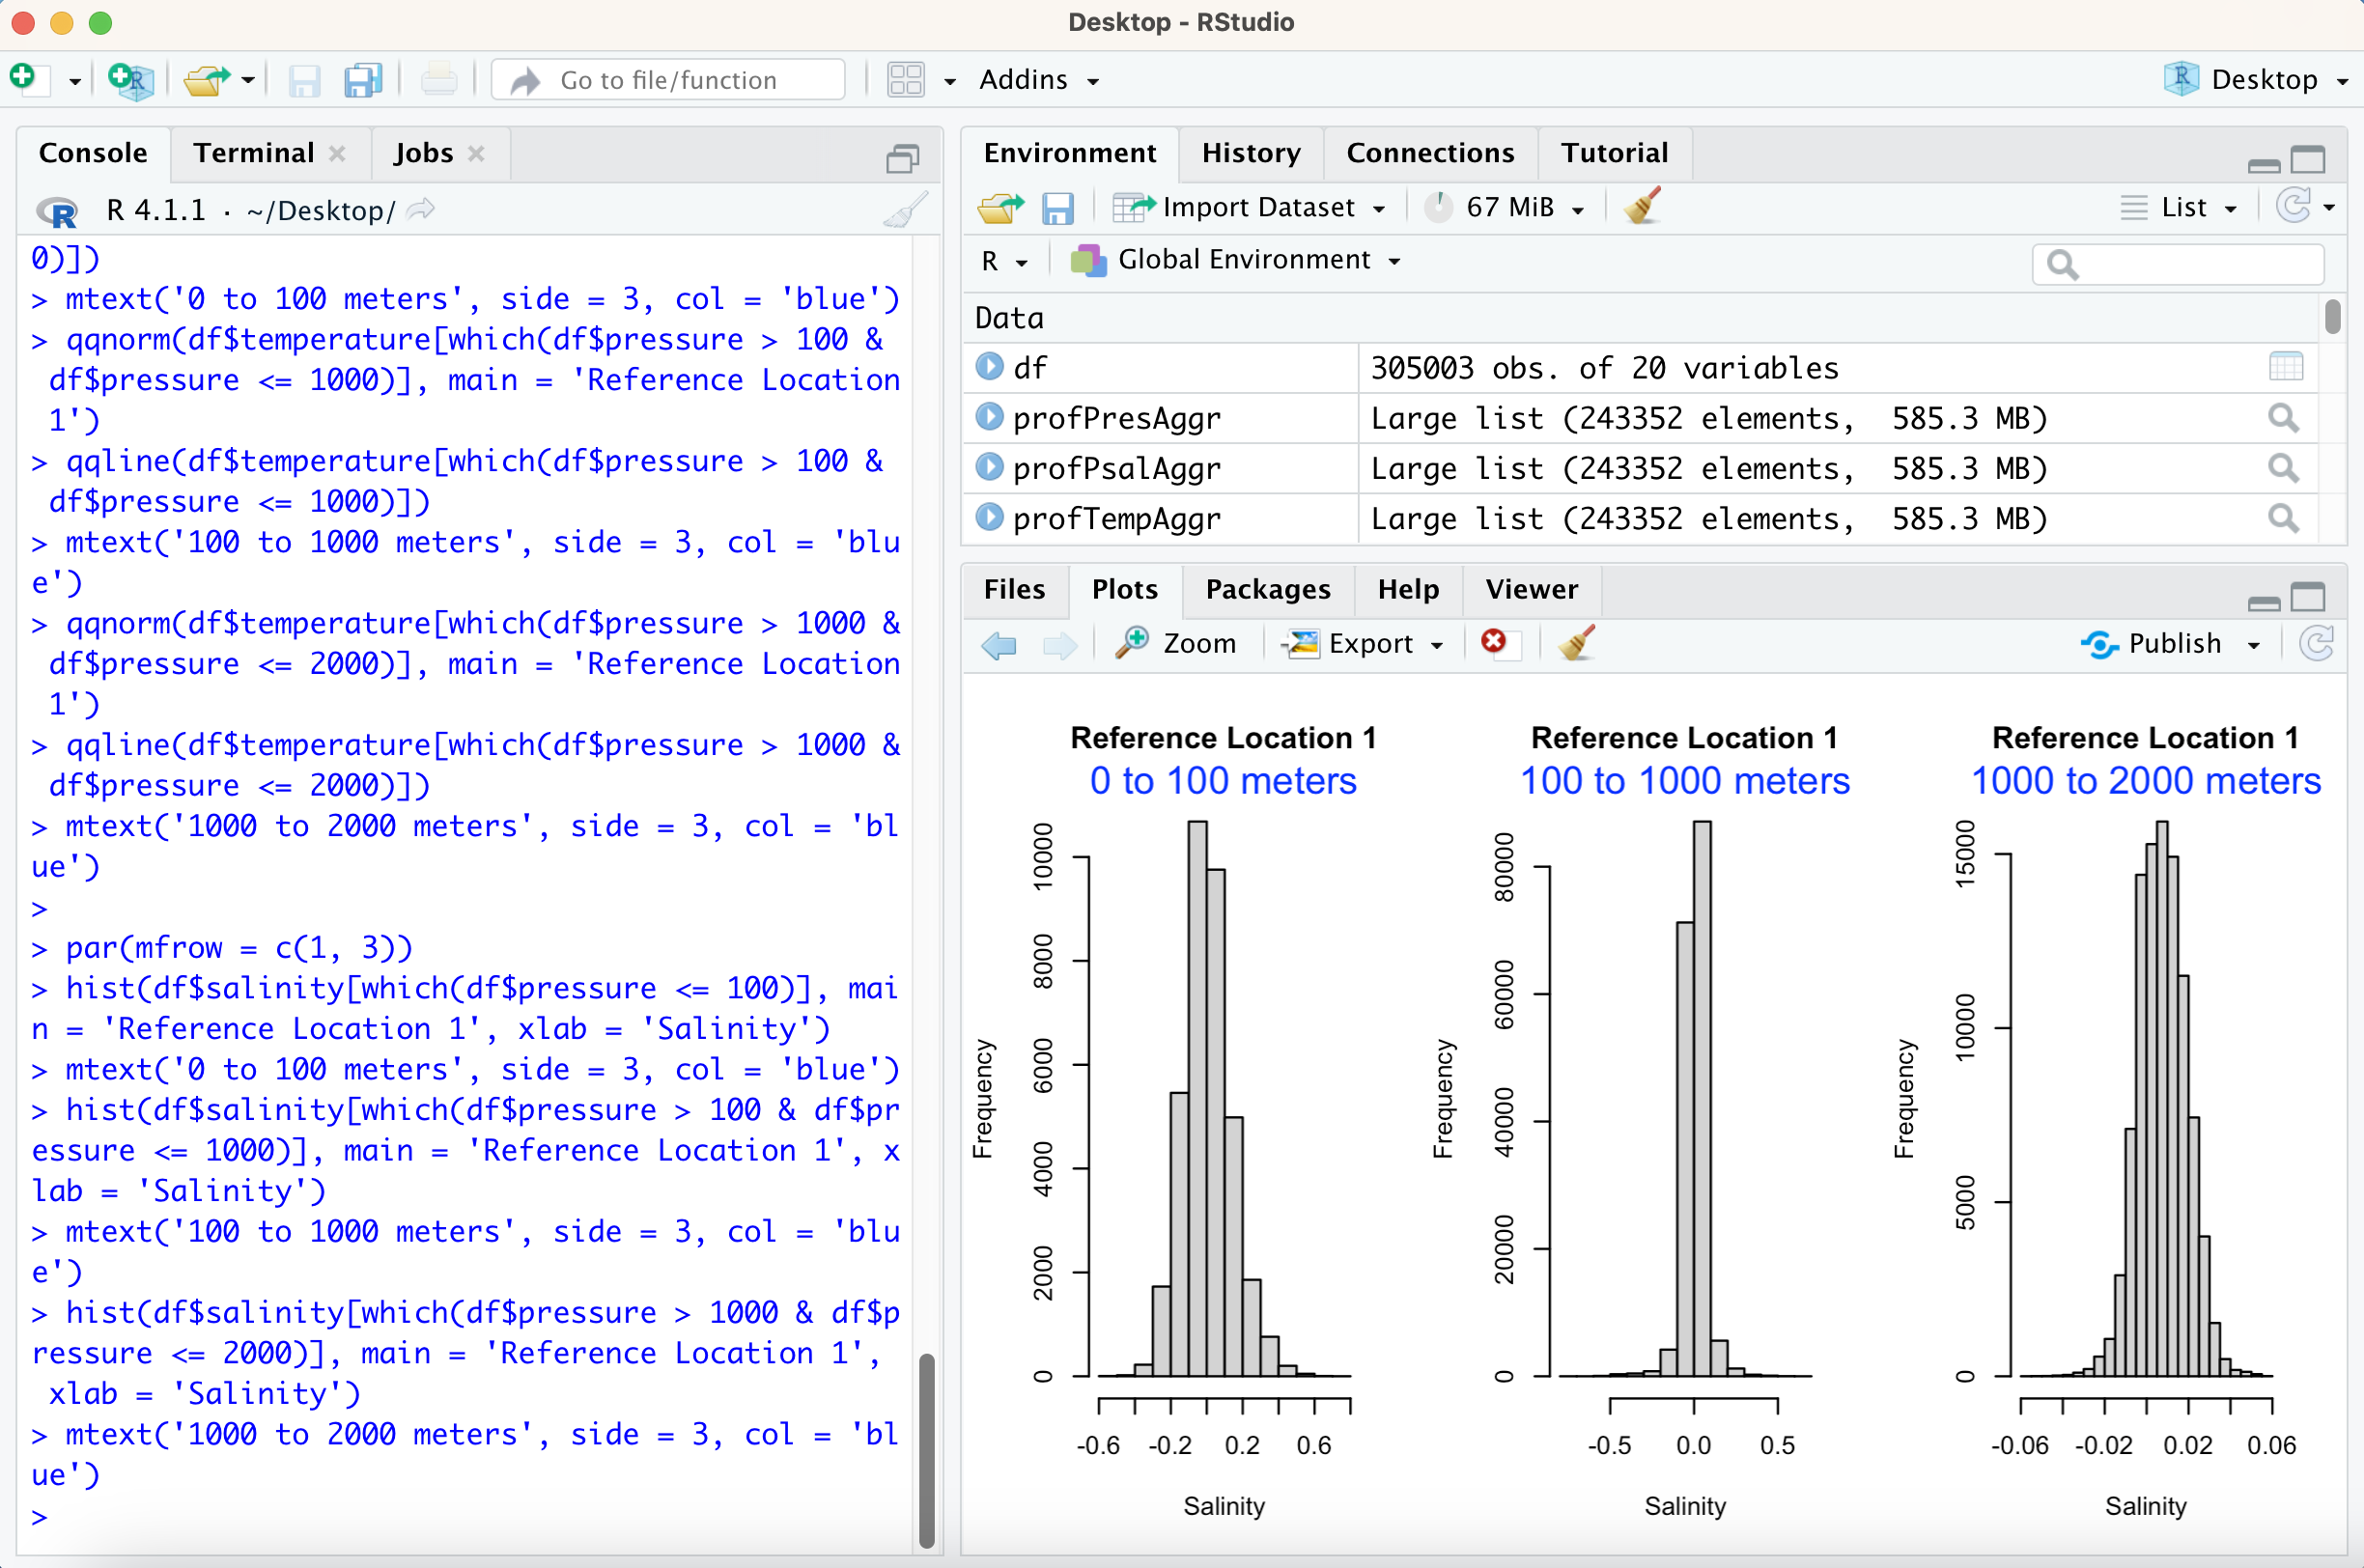 Desktop - RStudio
Go to file/function
Addins
Desktop
Console
Terminal
Jobs
R 4.1.1 · ~/Desktop/
0)])
> mtext('0 to 100 meters', side = 3, col = 'blue')
> qqnorm(df$temperature[which(df$pressure > 100 &
df$pressure <= 1000)], main = 'Reference Location
1')
> qqline(df$temperature[which(df$pressure > 100 &
df$pressure <= 1000)])
> mtext('100 to 1000 meters', side = 3, col = 'blu
e')
> qqnorm(df$temperature[which(df$pressure > 1000 &
df$pressure <= 2000)], main = 'Reference Location
1')
> qqline(df$temperature[which(df$pressure > 1000 &
df$pressure <= 2000)])
> mtext('1000 to 2000 meters', side = 3, col = 'bl
ue')
>
> par(mfrow = c(1, 3))
> hist(df$salinity[which(df$pressure <= 100)], mai
n = 'Reference Location 1', xlab = 'Salinity')
> mtext('0 to 100 meters', side = 3, col = 'blue')
> hist(df$salinity[which(df$pressure > 100 & df$pr
essure <= 1000)], main = 'Reference Location 1', x
lab = 'Salinity')
> mtext('100 to 1000 meters', side = 3, col = 'blu
e')
> hist(df$salinity[which(df$pressure > 1000 & df$p
ressure <= 2000)], main = 'Reference Location 1',
xlab = 'Salinity')
> mtext('1000 to 2000 meters', side = 3, col = 'bl
ue')
>
Environment
History
Connections
Tutorial
Import Dataset
67 MiB
List
R
Global Environment
Data
df 305003 obs. of 20 variables
profPresAggr Large list (243352 elements, 585.3 MB)
profPsalAggr Large list (243352 elements, 585.3 MB)
profTempAggr Large list (243352 elements, 585.3 MB)
Files
Plots
Packages
Help
Viewer
Zoom
Export
Publish
Reference Location 1
0 to 100 meters
Frequency
10000
8000
6000
4000
2000
0
-0.6 -0.2 0.2 0.6
Salinity
Reference Location 1
100 to 1000 meters
Frequency
80000
60000
40000
20000
0
-0.5 0.0 0.5
Salinity
Reference Location 1
1000 to 2000 meters
Frequency
15000
10000
5000
0
-0.06 -0.02 0.02 0.06
Salinity